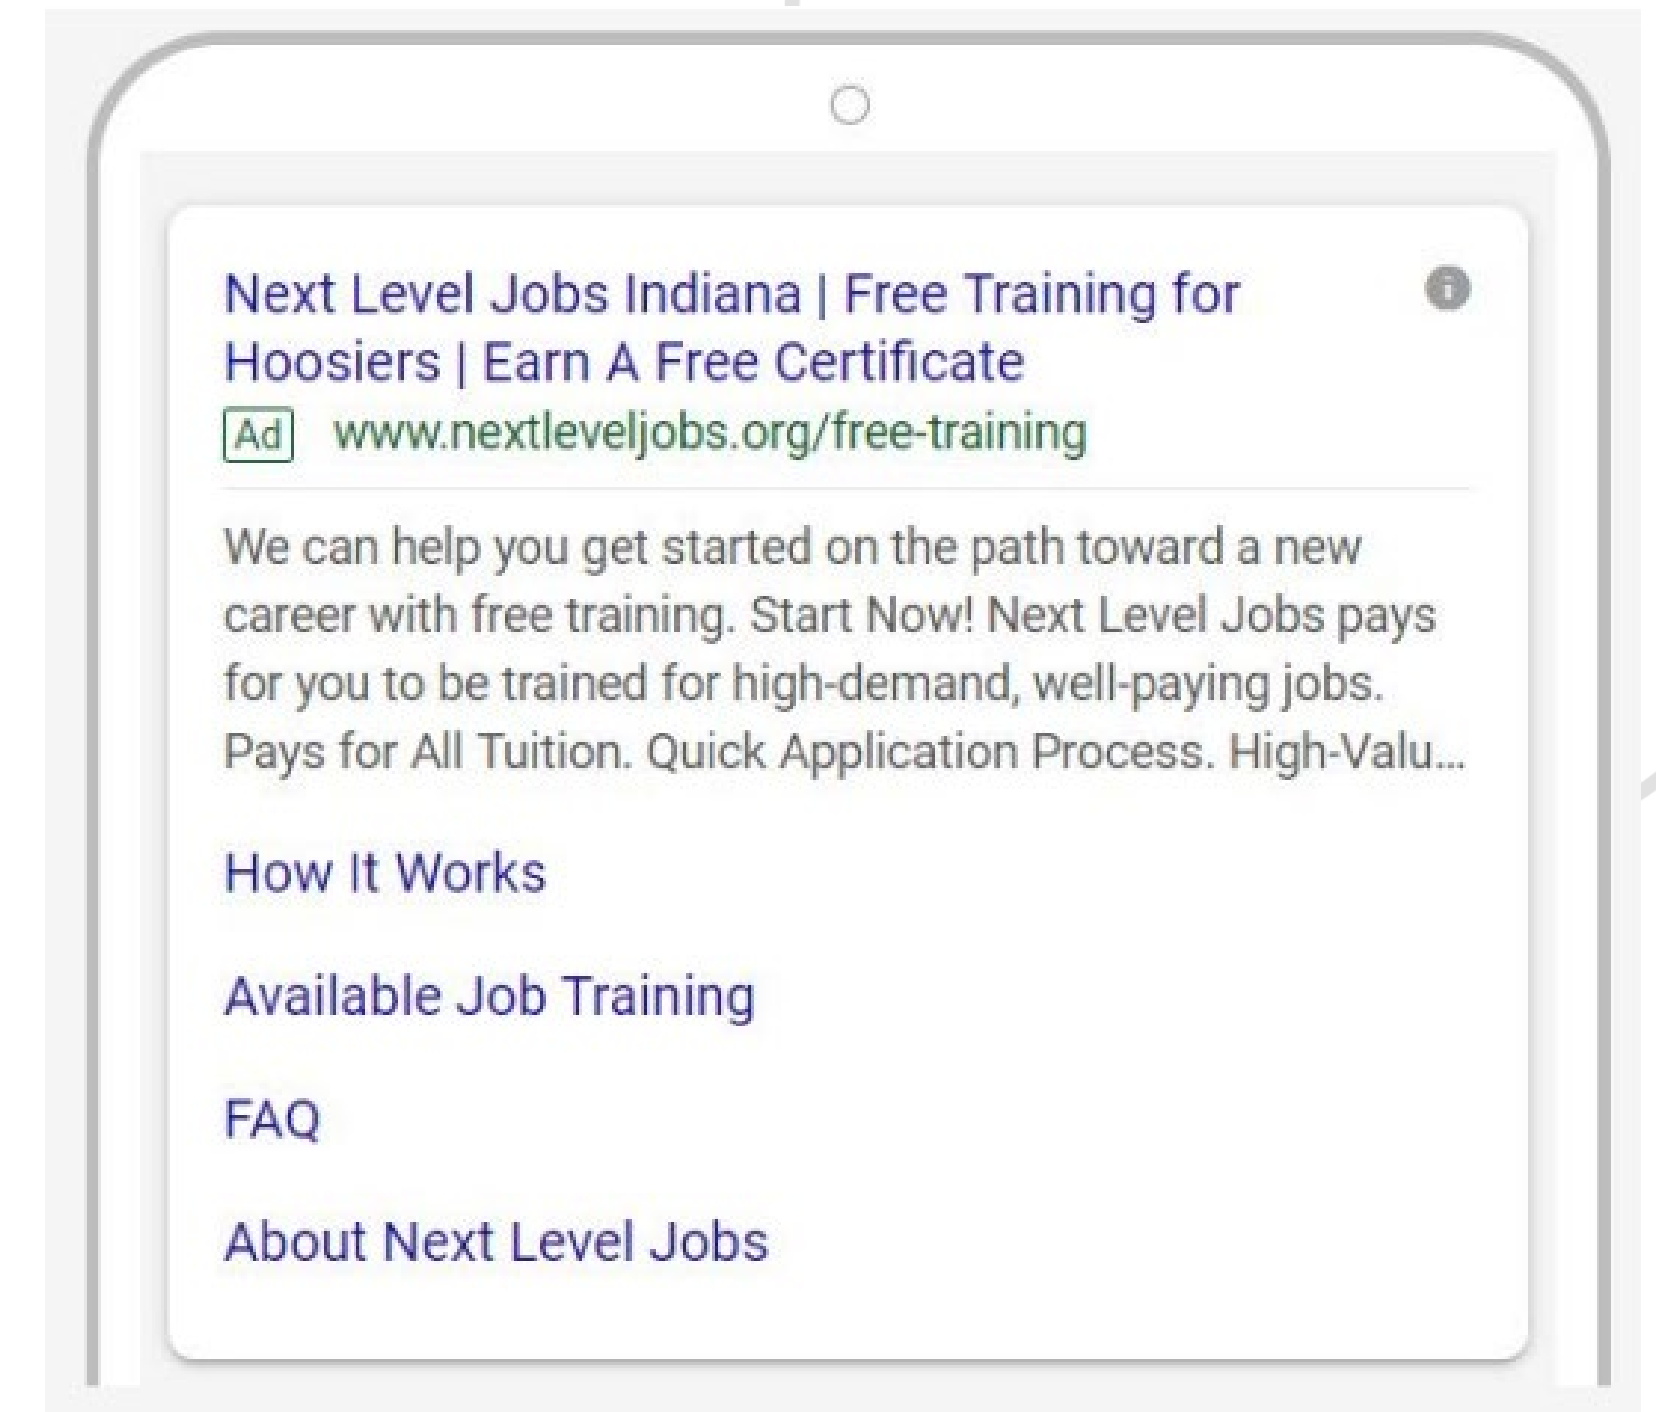 Next Level Jobs Indiana | Free Training for
Hoosiers | Earn A Free Certificate
Ad www.nextleveljobs.org/free-training
We can help you get started on the path toward a new
career with free training. Start Now! Next Level Jobs pays
for you to be trained for high-demand, well-paying jobs.
Pays for All Tuition. Quick Application Process. High-Valu...
How It Works
Available Job Training
FAQ
About Next Level Jobs